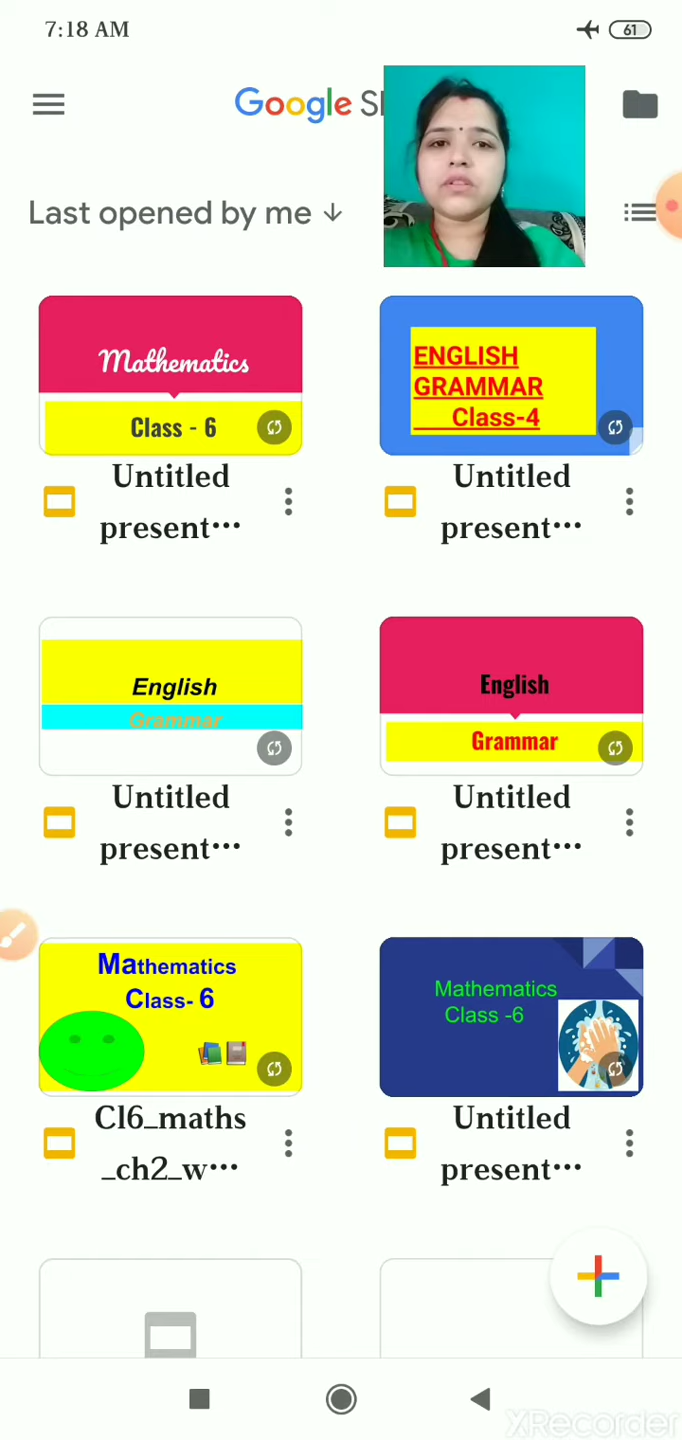 7:18 AM
61
Google Sl
Last opened by me ↓
Mathematics
Class - 6
Untitled
present...
ENGLISH
GRAMMAR
Class-4
Untitled
present...
English
Grammar
Untitled
present...
English
Grammar
Untitled
present...
Mathematics
Class- 6
Cl6_maths
_ch2_w...
Mathematics
Class -6
Untitled
present...
XRecorder